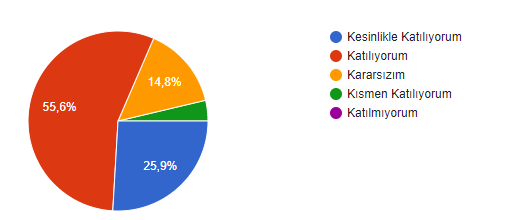 55,6%
14,8%
25,9%
Kesinlikle Katılıyorum
Katılıyorum
Kararsızım
Kısmen Katılıyorum
Katılmıyorum